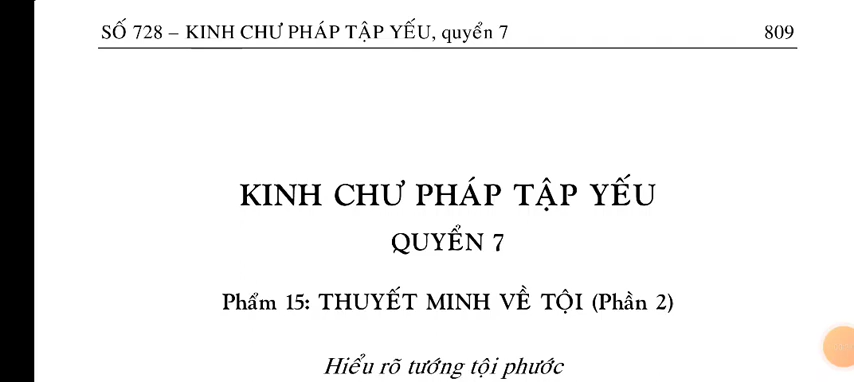 SỐ 728 – KINH CHƯ PHÁP TẬP YẾU, quyển 7 809
KINH CHƯ PHÁP TẬP YẾU
QUYỂN 7
Phẩm 15: THUYẾT MINH VỀ TỘI (Phần 2)
Hiểu rõ tướng tội phước